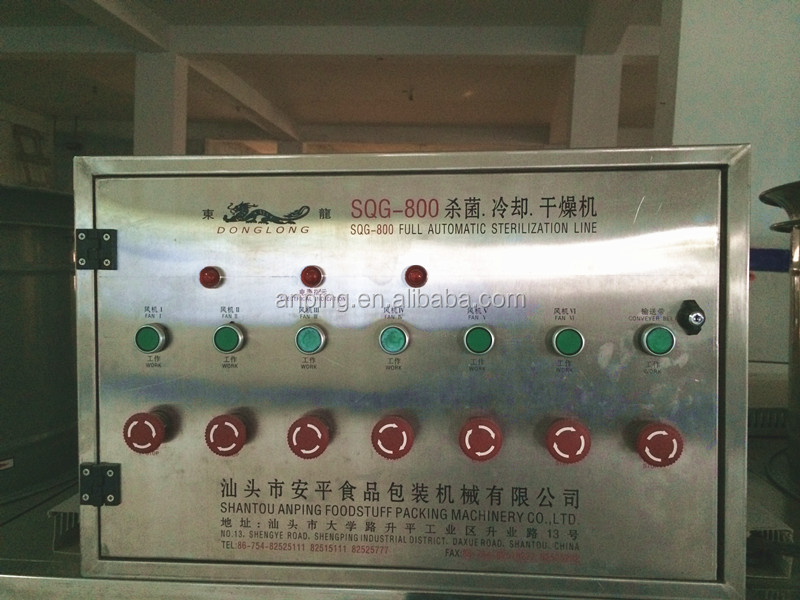 東 龍
DONGLONG
SQG-800 杀菌.冷却.干燥机
SQG-800 FULL AUTOMATIC STERILIZATION LINE
anping.en.alibaba.com
风机Ⅰ 风机Ⅱ 风机Ⅲ 风机Ⅳ 风机Ⅴ 风机Ⅵ 输送带
FAN Ⅰ FAN Ⅱ FAN Ⅲ FAN Ⅳ FAN Ⅴ FAN Ⅵ CONVEYER BELT
工作 工作 工作 工作 工作 工作 工作
WORK WORK WORK WORK WORK WORK WORK
汕头市安平食品包装机械有限公司
SHANTOU ANPING FOODSTUFF PACKING MACHINERY CO., LTD.
地址:汕头市大学路升平工业区升业路13号
NO.13, SHENGYE ROAD, SHENGPING INDUSTRIAL DISTRICT, DAXUE ROAD, SHANTOU, CHINA
TEL:86-754-82525111 82515111 82525777 FAX: